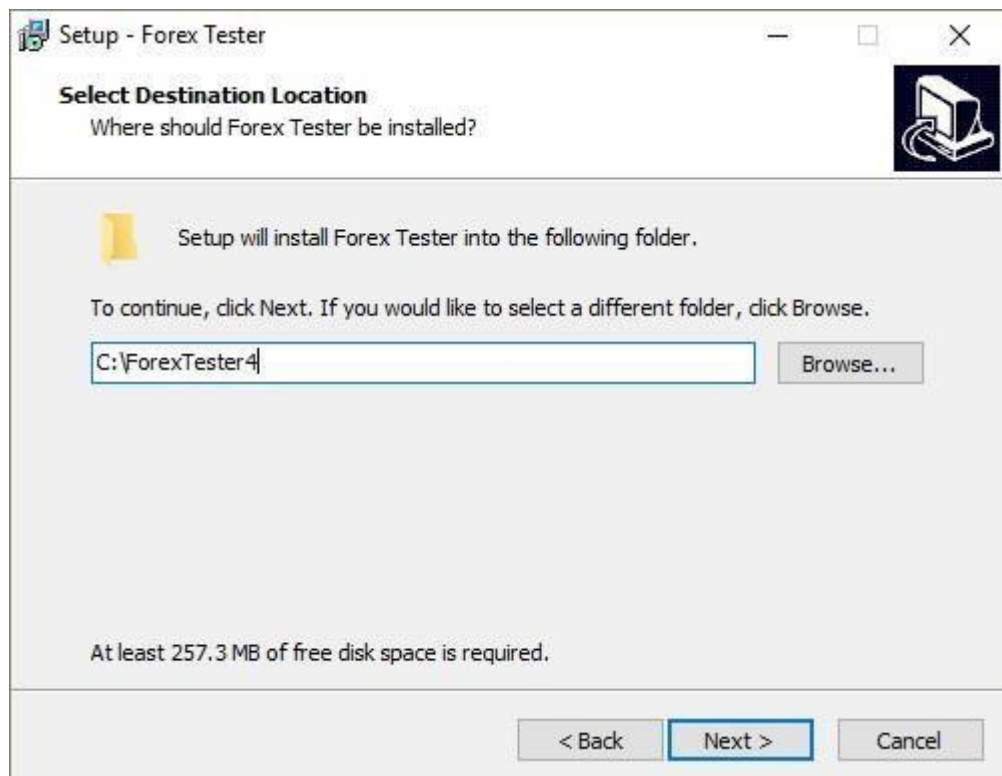 Setup - Forex Tester
Select Destination Location
Where should Forex Tester be installed?
Setup will install Forex Tester into the following folder.
To continue, click Next. If you would like to select a different folder, click Browse.
C:\ForexTester4
Browse...
At least 257.3 MB of free disk space is required.
< Back
Next >
Cancel